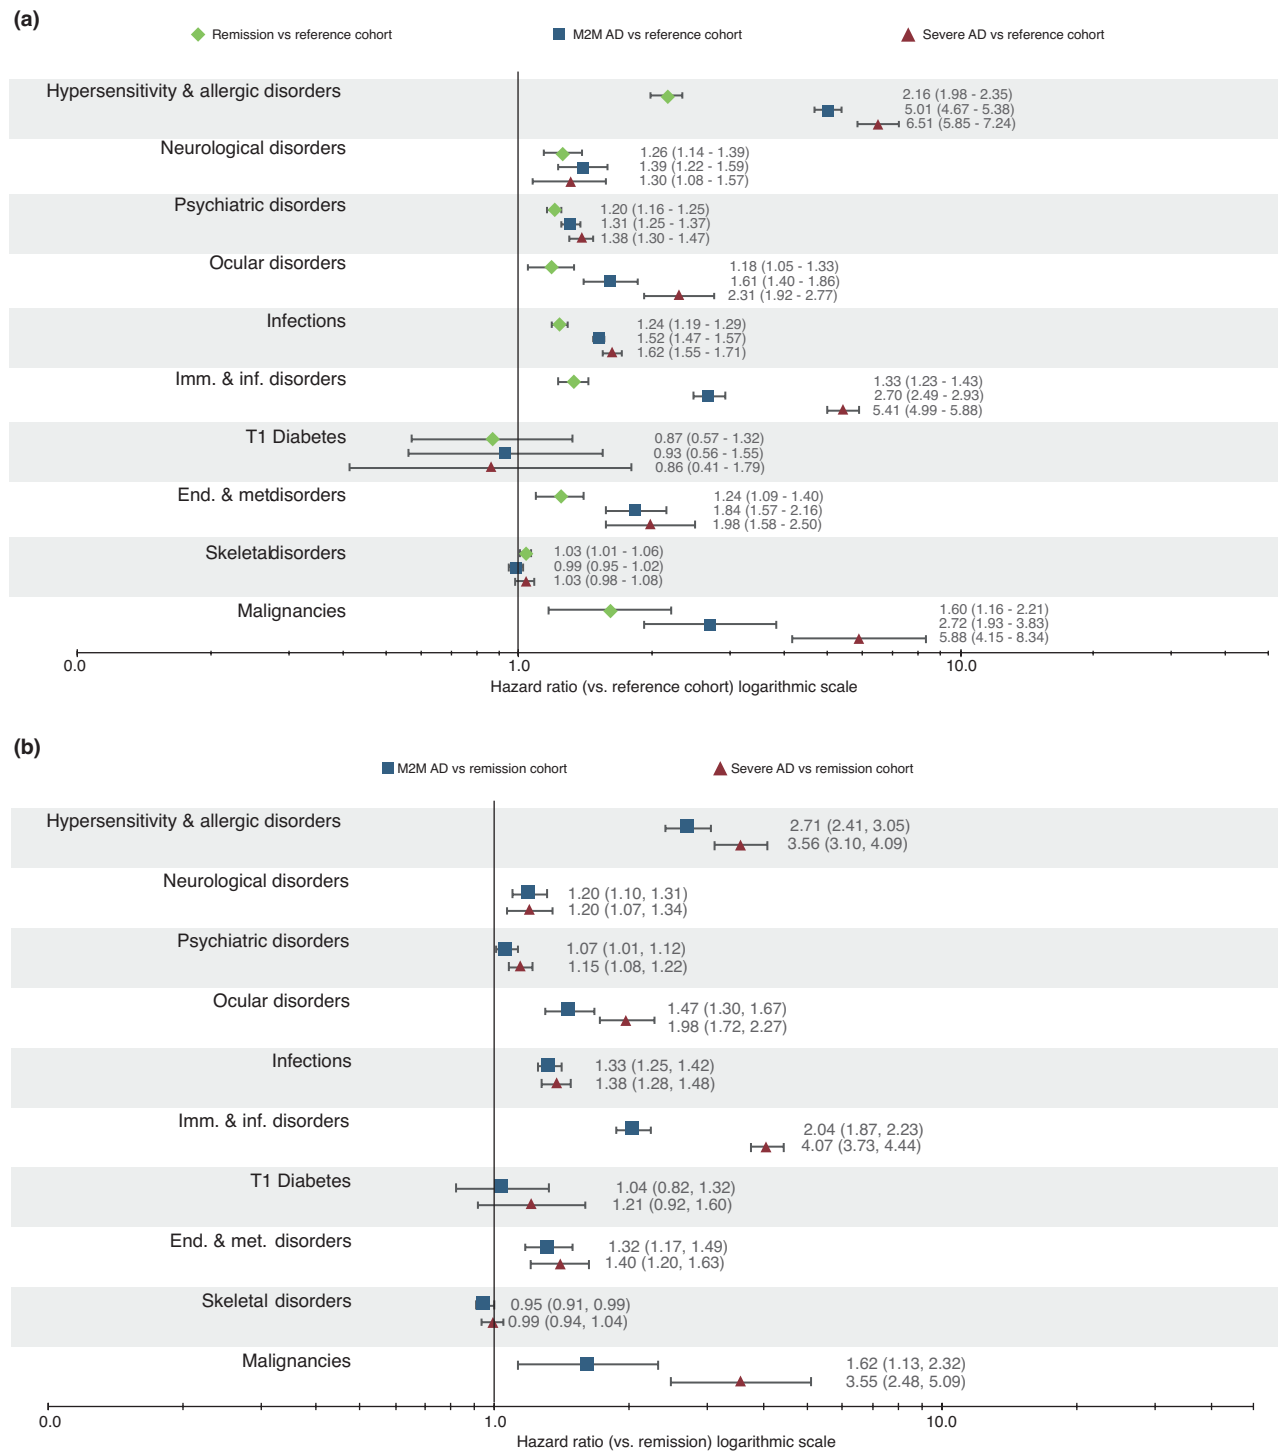 (a)
Remission vs reference cohort
M2M AD vs reference cohort
Severe AD vs reference cohort
Hypersensitivity & allergic disorders
2.16 (1.98 - 2.35)
5.01 (4.67 - 5.38)
6.51 (5.85 - 7.24)
Neurological disorders
1.26 (1.14 - 1.39)
1.39 (1.22 - 1.59)
1.30 (1.08 - 1.57)
Psychiatric disorders
1.20 (1.16 - 1.25)
1.31 (1.25 - 1.37)
1.38 (1.30 - 1.47)
Ocular disorders
1.18 (1.05 - 1.33)
1.61 (1.40 - 1.86)
2.31 (1.92 - 2.77)
Infections
1.24 (1.19 - 1.29)
1.52 (1.47 - 1.57)
1.62 (1.55 - 1.71)
Imm. & inf. disorders
1.33 (1.23 - 1.43)
2.70 (2.49 - 2.93)
5.41 (4.99 - 5.88)
T1 Diabetes
0.87 (0.57 - 1.32)
0.93 (0.56 - 1.55)
0.86 (0.41 - 1.79)
End. & metdisorders
1.24 (1.09 - 1.40)
1.84 (1.57 - 2.16)
1.98 (1.58 - 2.50)
Skeletaldisorders
1.03 (1.01 - 1.06)
0.99 (0.95 - 1.02)
1.03 (0.98 - 1.08)
Malignancies
1.60 (1.16 - 2.21)
2.72 (1.93 - 3.83)
5.88 (4.15 - 8.34)
0.0 1.0 10.0
Hazard ratio (vs. reference cohort) logarithmic scale
(b)
M2M AD vs remission cohort
Severe AD vs remission cohort
Hypersensitivity & allergic disorders
2.71 (2.41, 3.05)
3.56 (3.10, 4.09)
Neurological disorders
1.20 (1.10, 1.31)
1.20 (1.07, 1.34)
Psychiatric disorders
1.07 (1.01, 1.12)
1.15 (1.08, 1.22)
Ocular disorders
1.47 (1.30, 1.67)
1.98 (1.72, 2.27)
Infections
1.33 (1.25, 1.42)
1.38 (1.28, 1.48)
Imm. & inf. disorders
2.04 (1.87, 2.23)
4.07 (3.73, 4.44)
T1 Diabetes
1.04 (0.82, 1.32)
1.21 (0.92, 1.60)
End. & met. disorders
1.32 (1.17, 1.49)
1.40 (1.20, 1.63)
Skeletal disorders
0.95 (0.91, 0.99)
0.99 (0.94, 1.04)
Malignancies
1.62 (1.13, 2.32)
3.55 (2.48, 5.09)
0.0 1.0 10.0
Hazard ratio (vs. remission) logarithmic scale